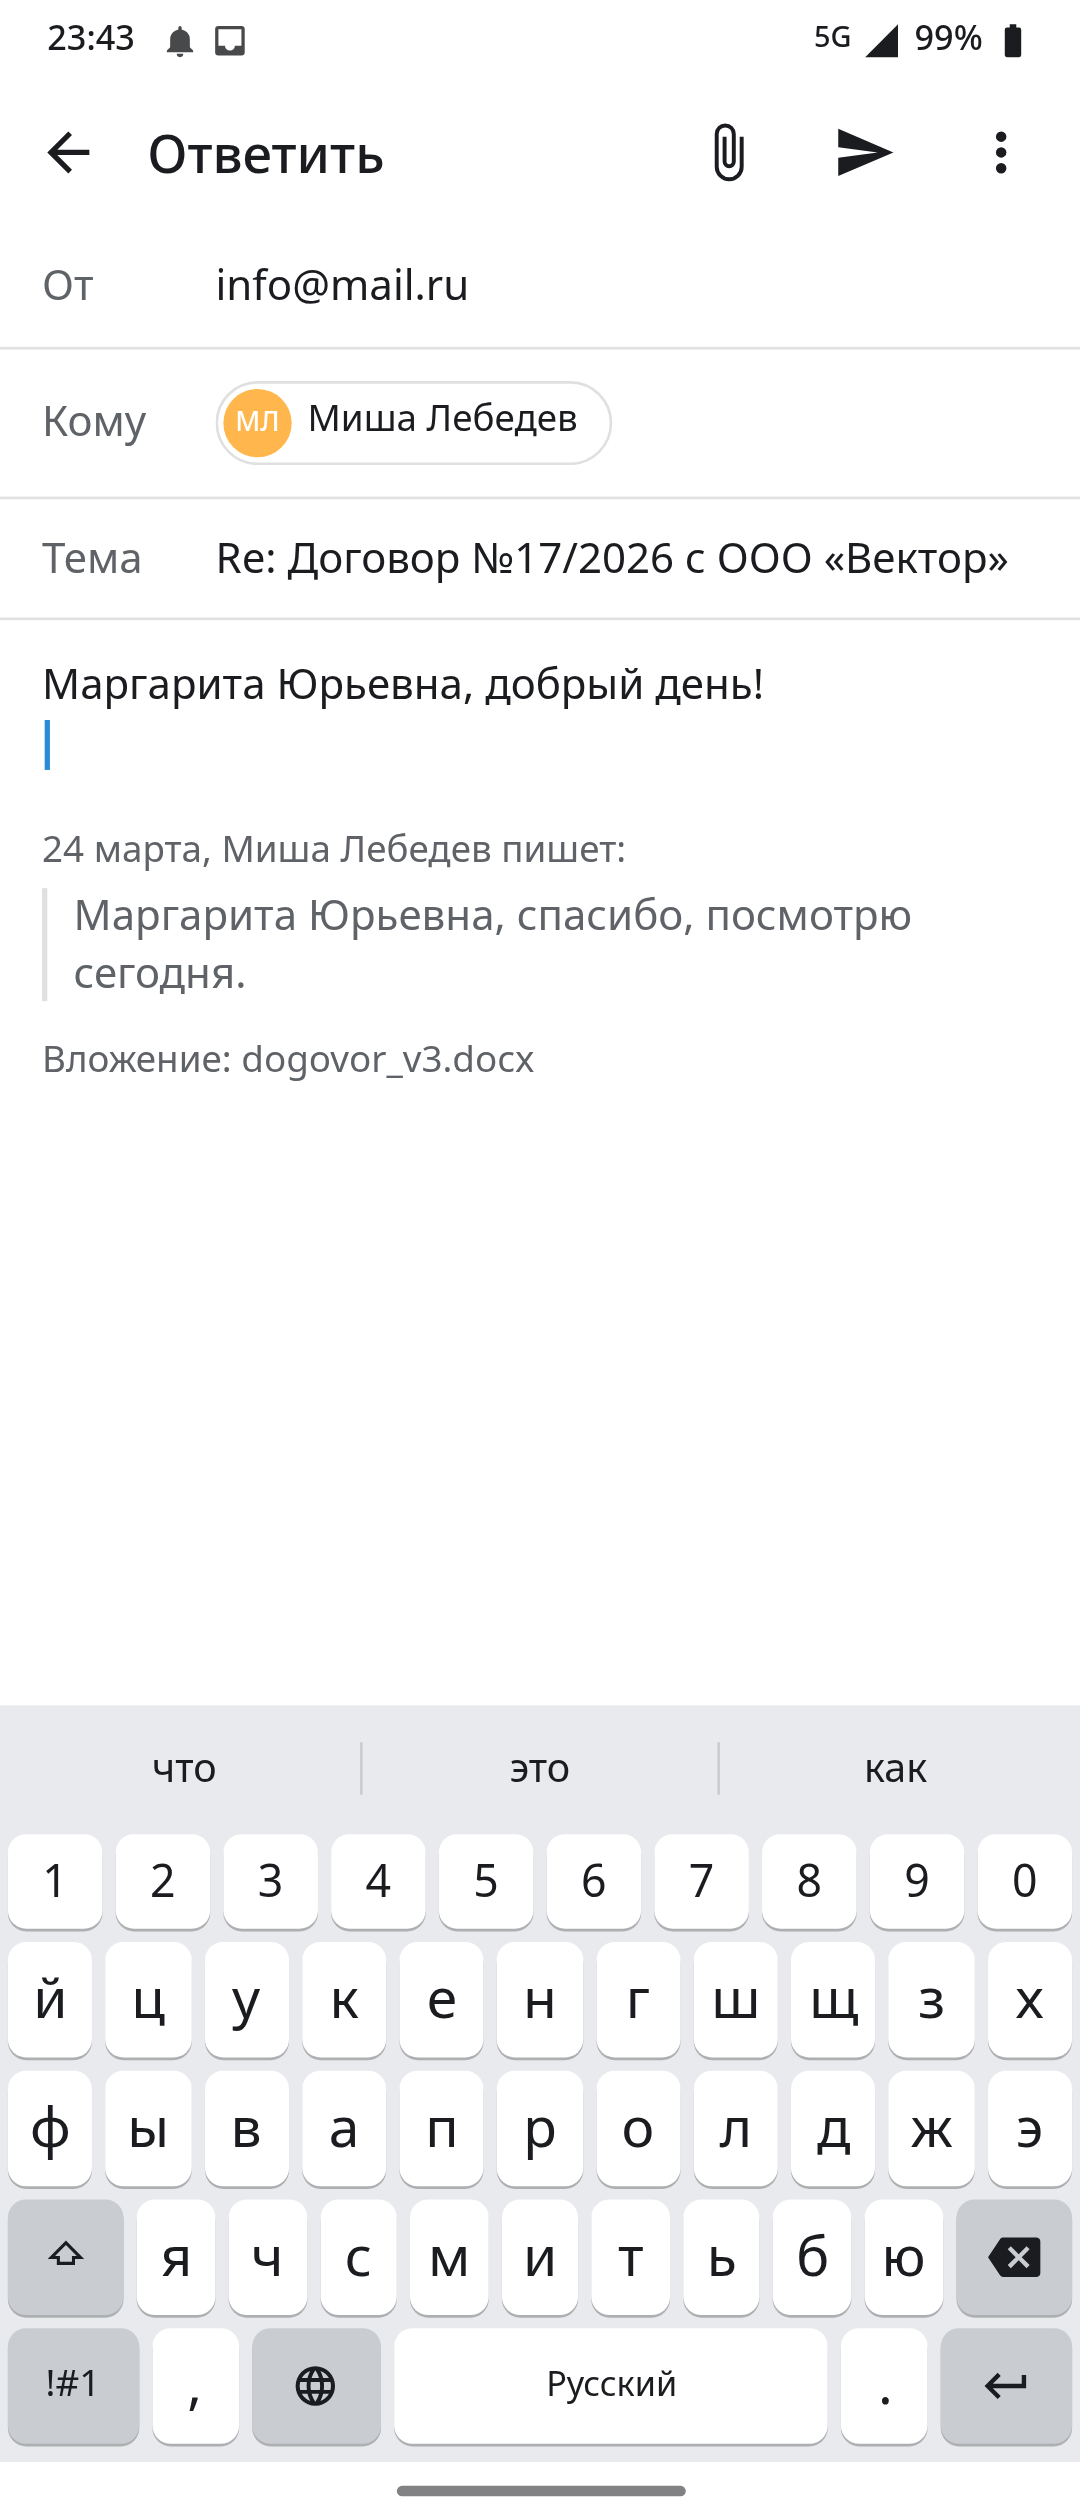 23:43 5G 99%
Ответить
От info@mail.ru
Кому МЛ Миша Лебедев
Тема Re: Договор №17/2026 с ООО «Вектор»
Маргарита Юрьевна, добрый день!
24 марта, Миша Лебедев пишет:
Маргарита Юрьевна, спасибо, посмотрю
сегодня.
Вложение: dogovor_v3.docx
что это как
1 2 3 4 5 6 7 8 9 0
й ц у к е н г ш щ з х
ф ы в а п р о л д ж э
я ч с м и т ь б ю
!#1 , Русский .